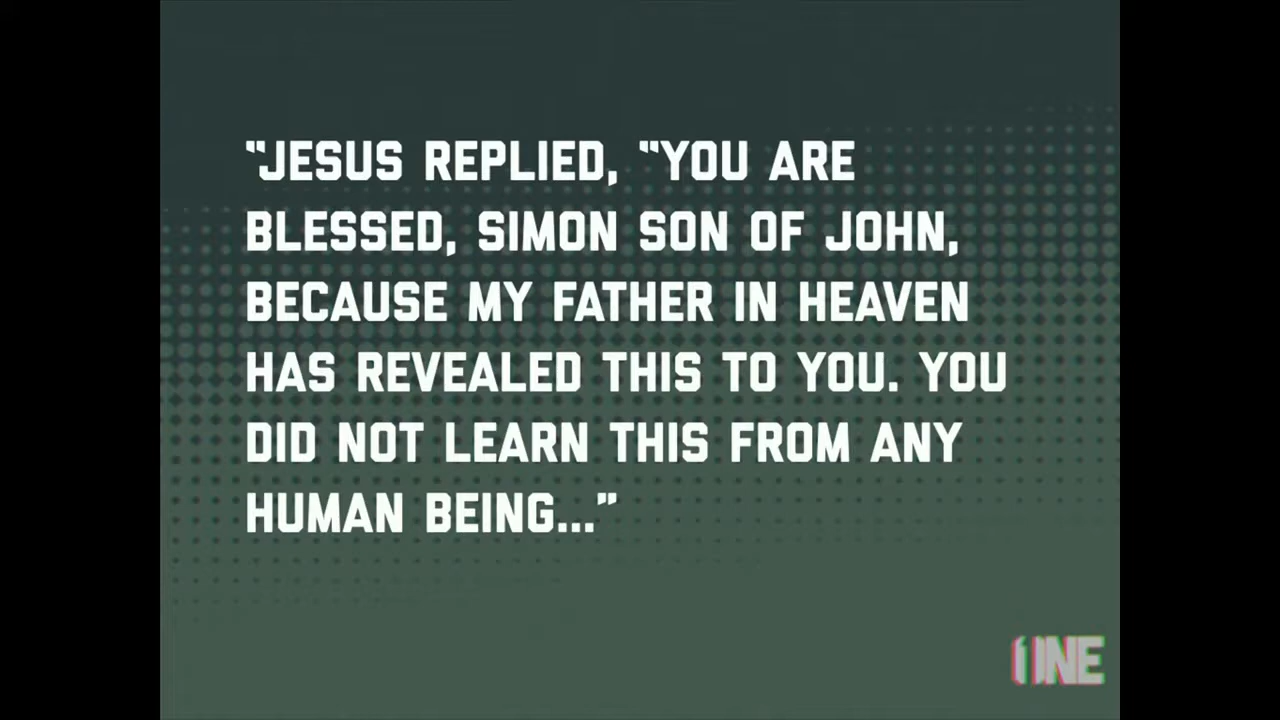 "JESUS REPLIED, "YOU ARE
BLESSED, SIMON SON OF JOHN,
BECAUSE MY FATHER IN HEAVEN
HAS REVEALED THIS TO YOU. YOU
DID NOT LEARN THIS FROM ANY
HUMAN BEING..."
ONE